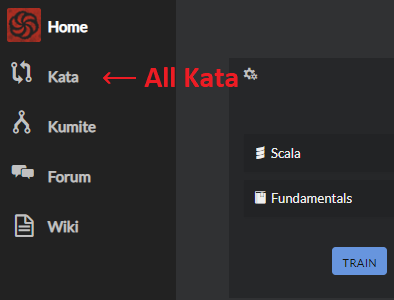 Home
Kata ← All Kata
Kumite
Forum
Wiki
Scala
Fundamentals
TRAIN